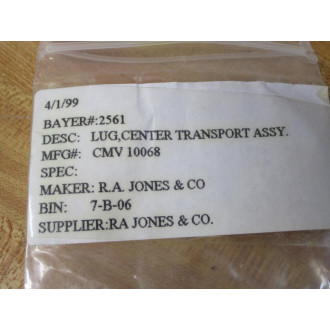 4/1/99
BAYER#:2561
DESC: LUG,CENTER TRANSPORT ASSY.
MFG#: CMV 10068
SPEC:
MAKER: R.A. JONES & CO
BIN: 7-B-06
SUPPLIER:RA JONES & CO.